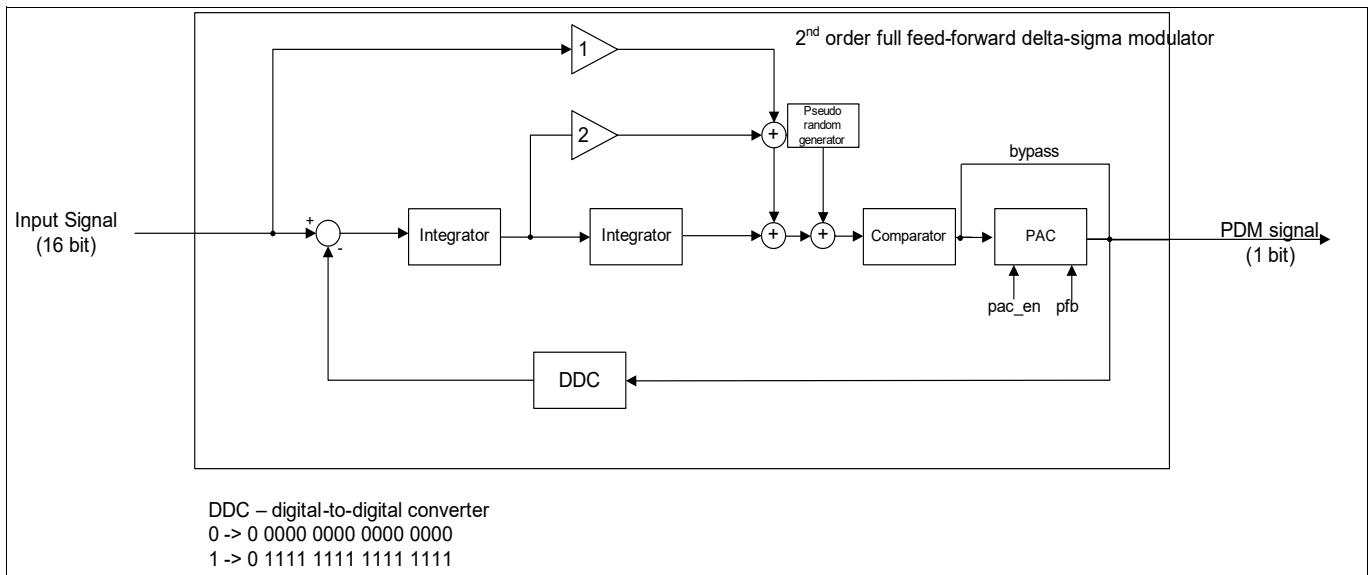 2nd order full feed-forward delta-sigma modulator
1
Pseudo
random
generator
2
bypass
Input Signal
(16 bit)
+
-
Integrator
Integrator
+
+
+
Comparator
PAC
PDM signal
(1 bit)
pac_en
pfb
DDC
DDC – digital-to-digital converter
0 -> 0 0000 0000 0000 0000
1 -> 0 1111 1111 1111 1111